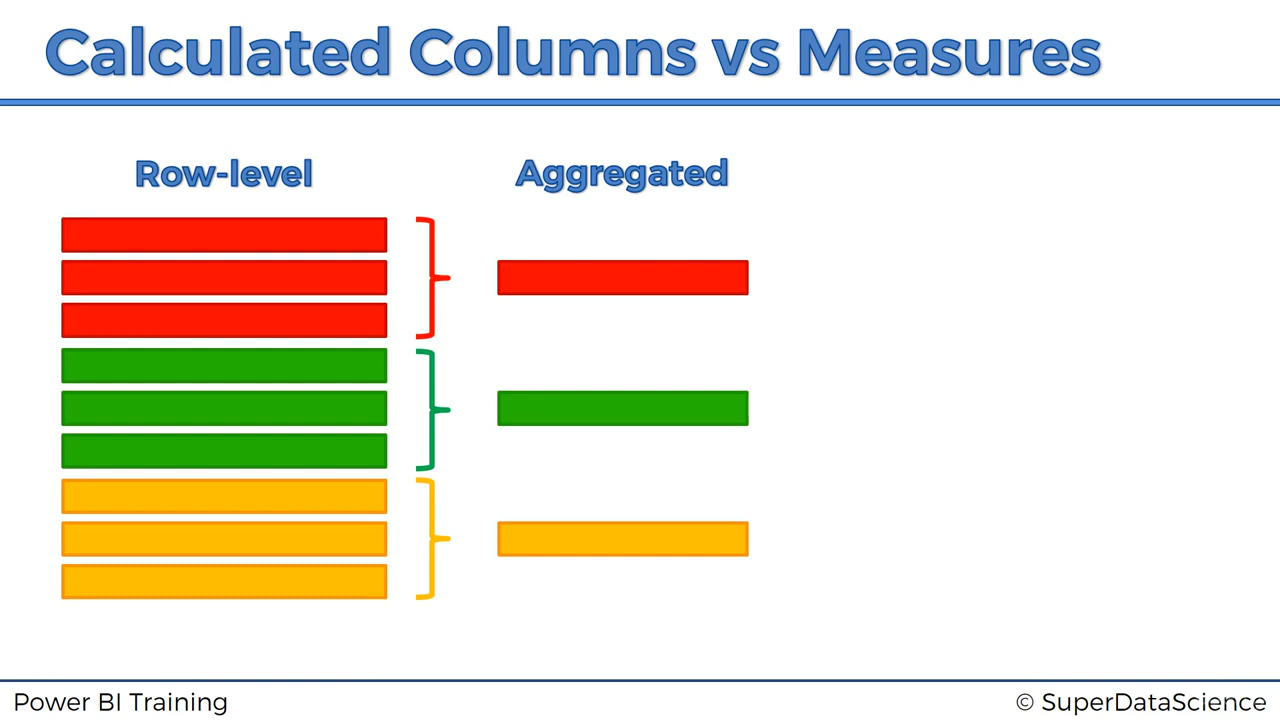 Calculated Columns vs Measures
Row-level
Aggregated
Power BI Training
© SuperDataScience